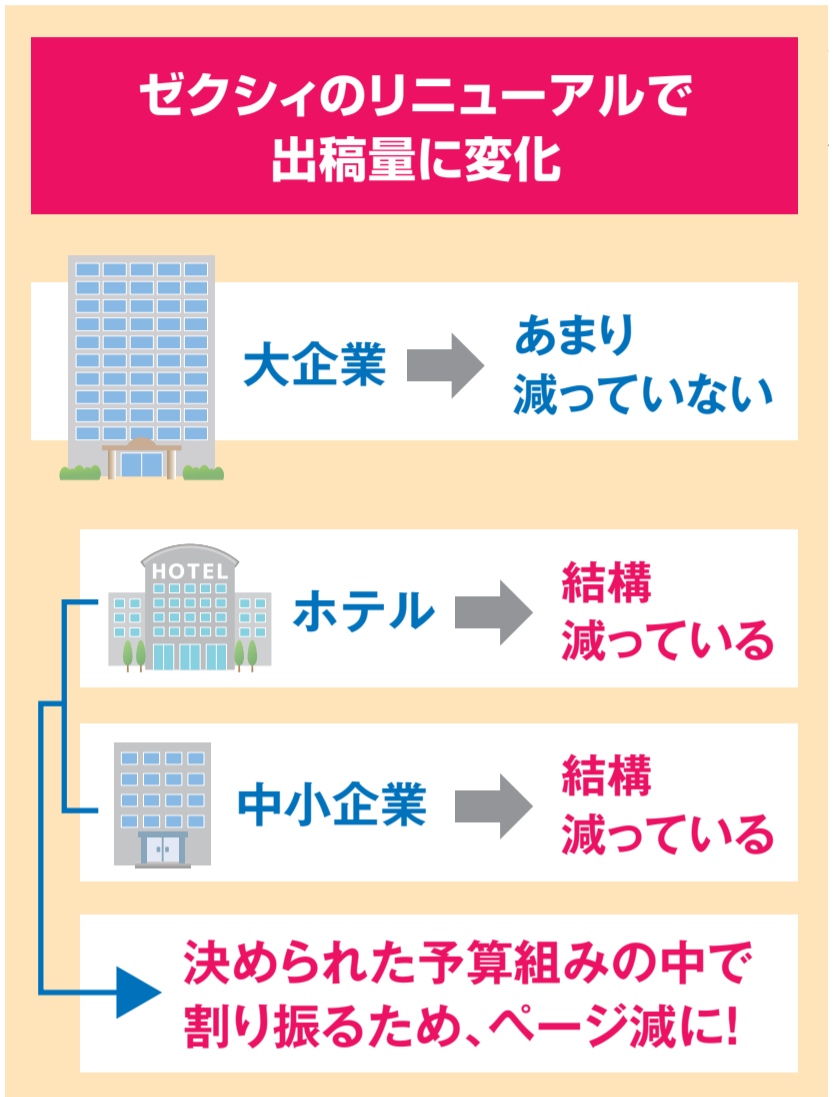 ゼクシィのリニューアルで
出稿量に変化
大企業
あまり
減っていない
HOTEL
ホテル
結構
減っている
中小企業
結構
減っている
決められた予算組みの中で
割り振るため、ページ減に!